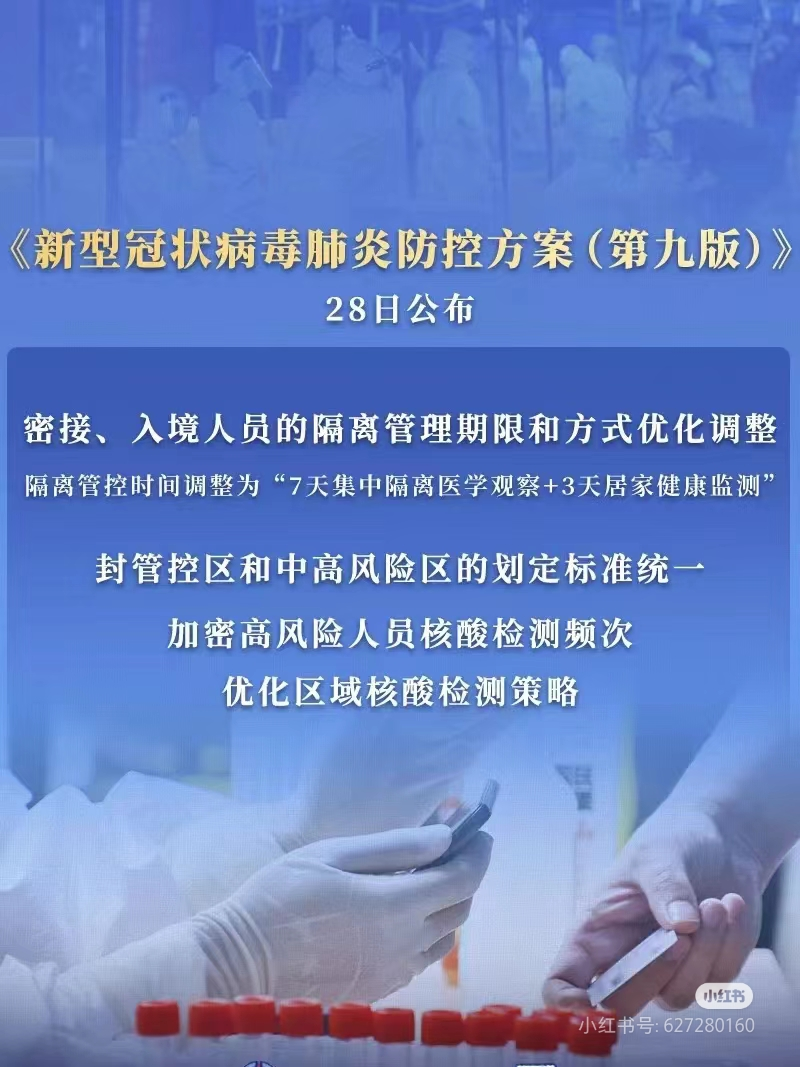 《新型冠状病毒肺炎防控方案(第九版)》
28日公布
密接、入境人员的隔离管理期限和方式优化调整
隔离管控时间调整为“7天集中隔离医学观察+3天居家健康监测”
封管控区和中高风险区的划定标准统一
加密高风险人员核酸检测频次
优化区域核酸检测策略
小红书
小红书号: 627280160